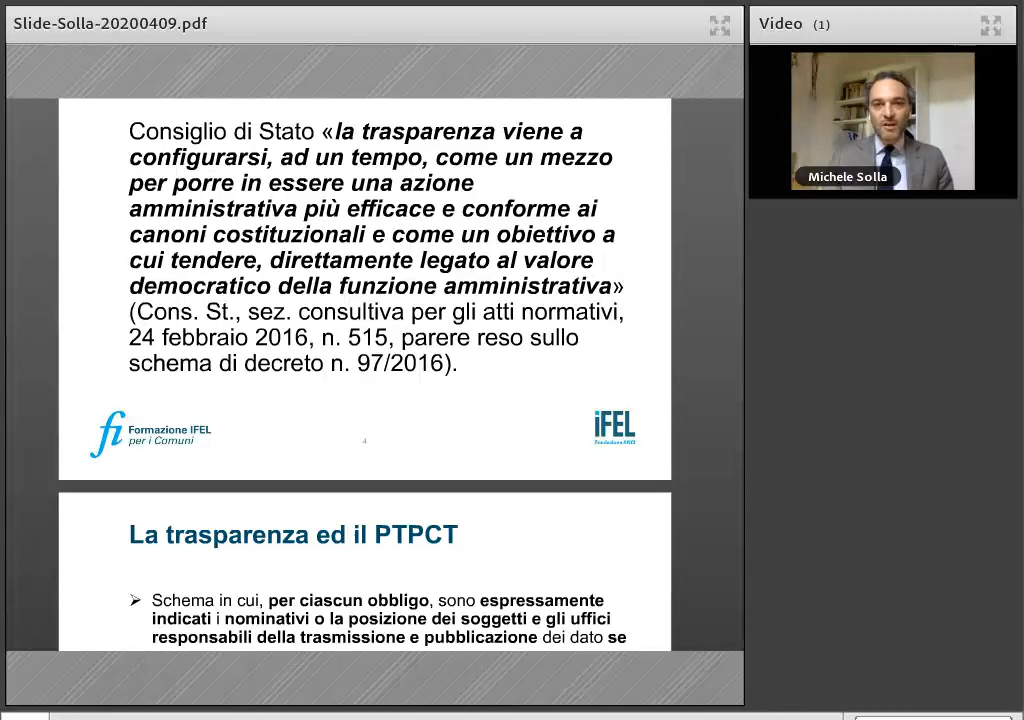 Slide-Solla-20200409.pdf
Video (1)
Michele Solla
Consiglio di Stato «la trasparenza viene a
configurarsi, ad un tempo, come un mezzo
per porre in essere una azione
amministrativa più efficace e conforme ai
canoni costituzionali e come un obiettivo a
cui tendere, direttamente legato al valore
democratico della funzione amministrativa»
(Cons. St., sez. consultiva per gli atti normativi,
24 febbraio 2016, n. 515, parere reso sullo
schema di decreto n. 97/2016).
fi Formazione IFEL
per i Comuni
4
iFEL
Fondazione ANCI
La trasparenza ed il PTPCT
➢ Schema in cui, per ciascun obbligo, sono espressamente
indicati i nominativi o la posizione dei soggetti e gli uffici
responsabili della trasmissione e pubblicazione dei dato se